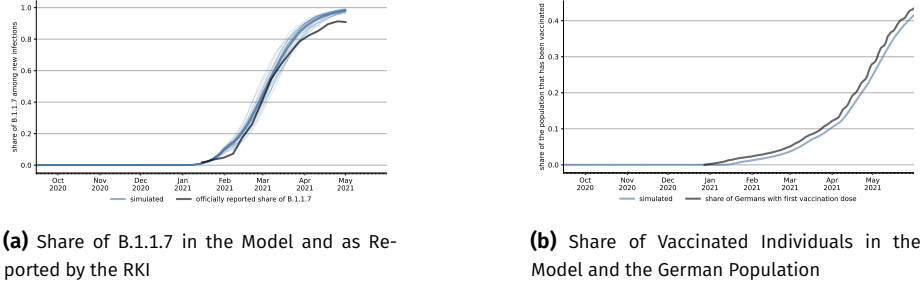 share of B.1.1.7 among new infections
1.0
0.8
0.6
0.4
0.2
0.0
Oct 2020
Nov 2020
Dec 2020
Jan 2021
Feb 2021
Mar 2021
Apr 2021
May 2021
simulated
officially reported share of B.1.1.7
(a) Share of B.1.1.7 in the Model and as Re-
ported by the RKI
share of the population that has been vaccinated
0.4
0.3
0.2
0.1
0.0
Oct 2020
Nov 2020
Dec 2020
Jan 2021
Feb 2021
Mar 2021
Apr 2021
May 2021
simulated
share of Germans with first vaccination dose
(b) Share of Vaccinated Individuals in the
Model and the German Population